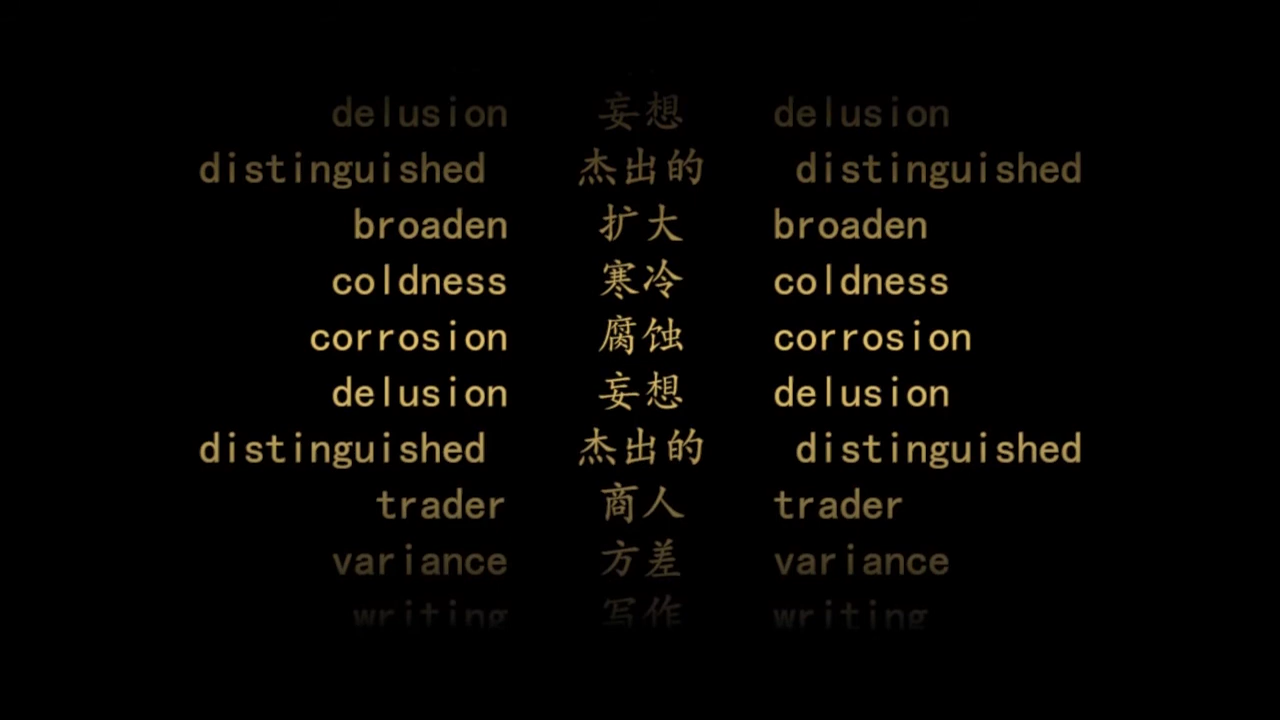 delusion 妄想 delusion
distinguished 杰出的 distinguished
broaden 扩大 broaden
coldness 寒冷 coldness
corrosion 腐蚀 corrosion
delusion 妄想 delusion
distinguished 杰出的 distinguished
trader 商人 trader
variance 方差 variance
writing 写作 writing